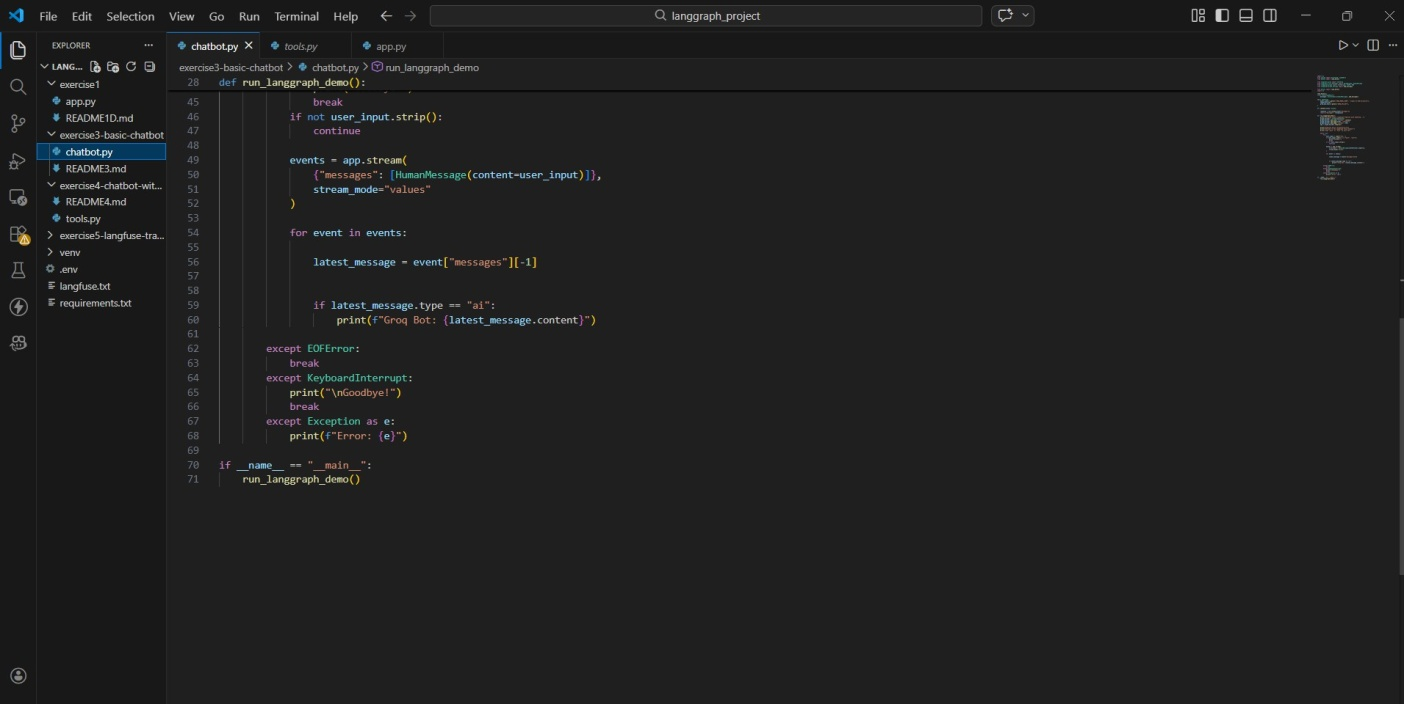 File Edit Selection View Go Run Terminal Help
langgraph_project
EXPLORER
LANG...
exercise1
app.py
README1D.md
exercise3-basic-chatbot
chatbot.py
README3.md
exercise4-chatbot-wit...
README4.md
tools.py
exercise5-langfuse-tra...
venv
.env
langfuse.txt
requirements.txt
chatbot.py tools.py app.py
exercise3-basic-chatbot > chatbot.py > run_langgraph_demo
28 def run_langgraph_demo():
45 break
46 if not user_input.strip():
47 continue
48
49 events = app.stream(
50 {"messages": [HumanMessage(content=user_input)]},
51 stream_mode="values"
52 )
53
54 for event in events:
55
56 latest_message = event["messages"][-1]
57
58
59 if latest_message.type == "ai":
60 print(f"Groq Bot: {latest_message.content}")
61
62 except EOFError:
63 break
64 except KeyboardInterrupt:
65 print("\nGoodbye!")
66 break
67 except Exception as e:
68 print(f"Error: {e}")
69
70 if __name__ == "__main__":
71 run_langgraph_demo()